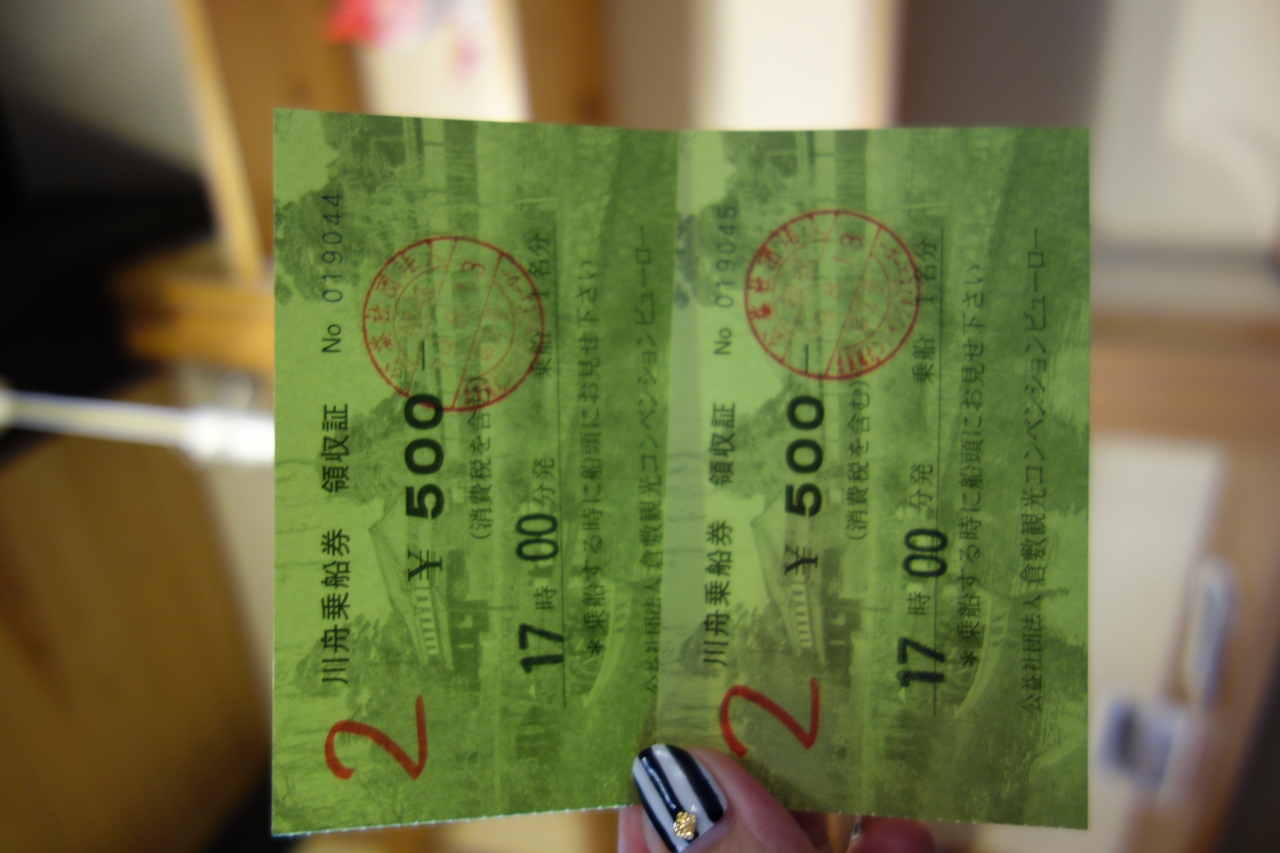 川舟乗船券 領収証 No 019044
¥ 500 —
(消費税を含む)
17 時 00 分発 乗船 1名分
*乗船する時に船頭にお見せ下さい
公益社団法人倉敷観光コンベンションビューロー
2
川舟乗船券 領収証 No 019045
¥ 500 —
(消費税を含む)
17 時 00 分発 乗船 1名分
*乗船する時に船頭にお見せ下さい
公益社団法人倉敷観光コンベンションビューロー
2